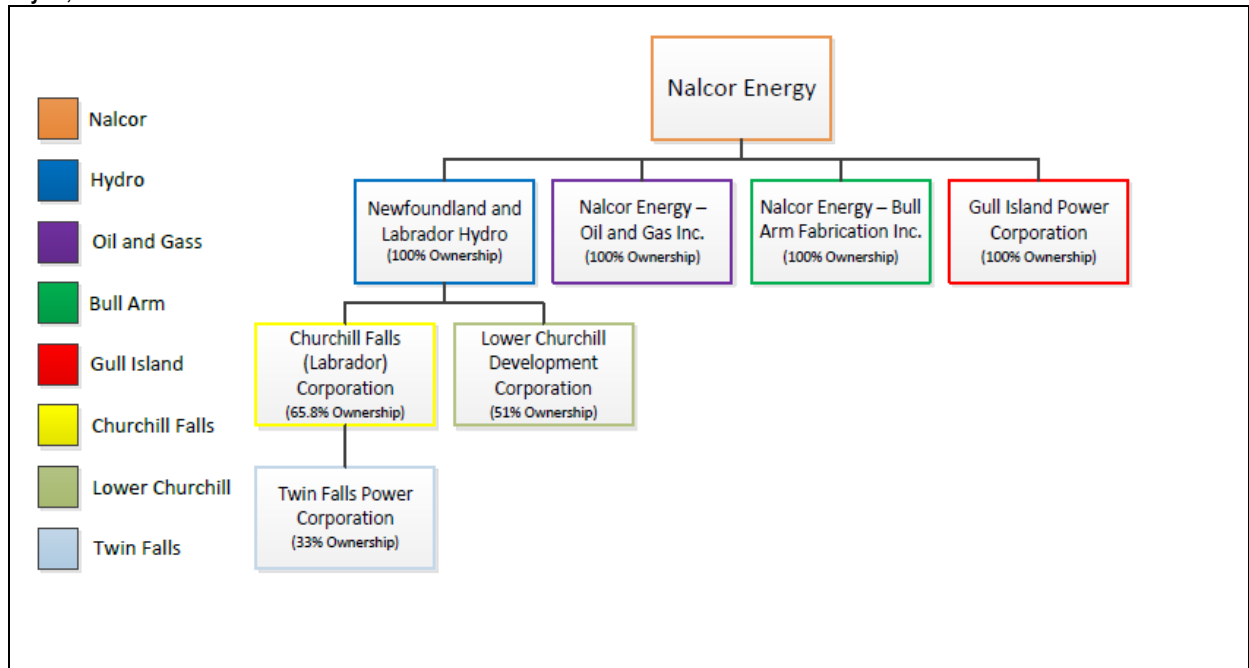 Nalcor Energy
Nalcor
Hydro
Oil and Gass
Bull Arm
Gull Island
Churchill Falls
Lower Churchill
Twin Falls
Newfoundland and
Labrador Hydro
(100% Ownership)
Nalcor Energy –
Oil and Gas Inc.
(100% Ownership)
Nalcor Energy – Bull
Arm Fabrication Inc.
(100% Ownership)
Gull Island Power
Corporation
(100% Ownership)
Churchill Falls
(Labrador)
Corporation
(65.8% Ownership)
Lower Churchill
Development
Corporation
(51% Ownership)
Twin Falls Power
Corporation
(33% Ownership)